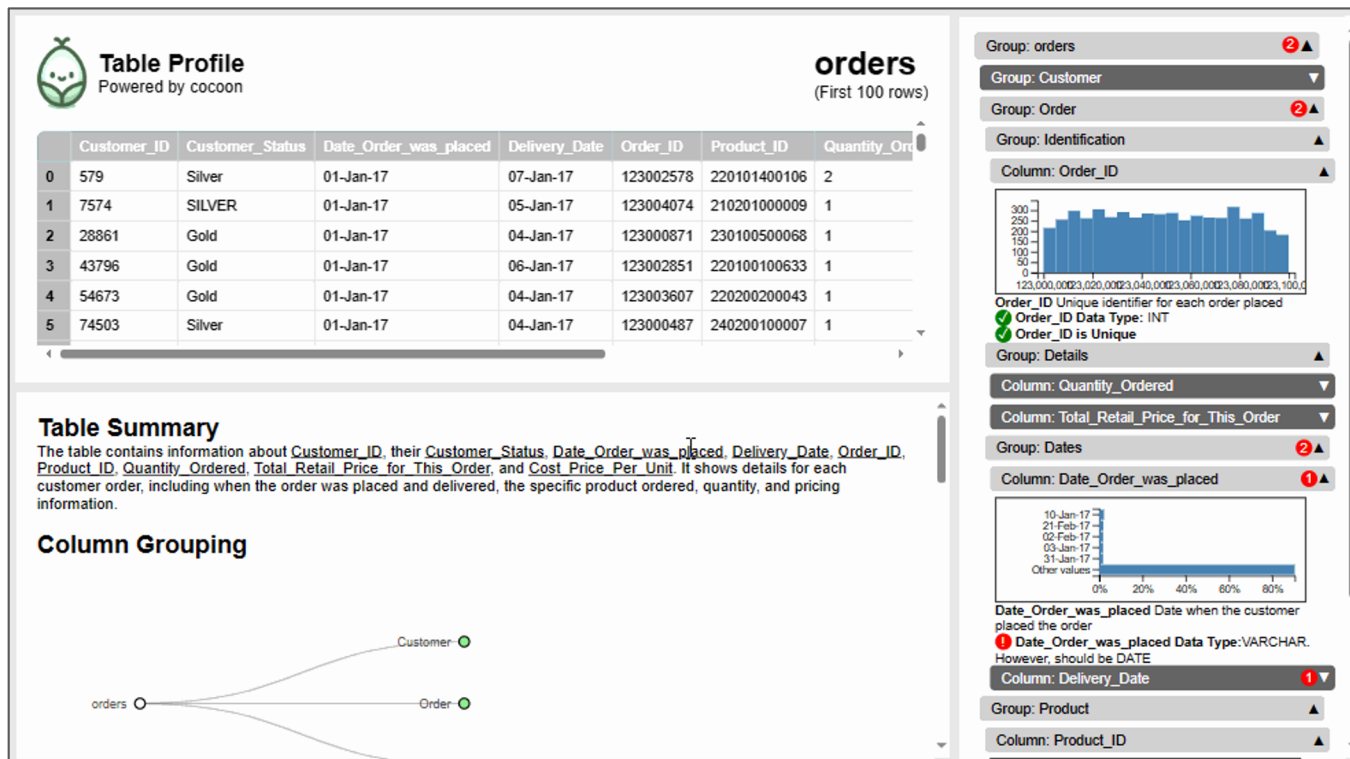 Table Profile
Powered by cocoon
orders
(First 100 rows)
Customer_ID Customer_Status Date_Order_was_placed Delivery_Date Order_ID Product_ID Quantity_Ord
0 579 Silver 01-Jan-17 07-Jan-17 123002578 220101400106 2
1 7574 SILVER 01-Jan-17 05-Jan-17 123004074 210201000009 1
2 28861 Gold 01-Jan-17 04-Jan-17 123000871 230100500068 1
3 43796 Gold 01-Jan-17 06-Jan-17 123002851 220100100633 1
4 54673 Gold 01-Jan-17 04-Jan-17 123003607 220200200043 1
5 74503 Silver 01-Jan-17 04-Jan-17 123000487 240200100007 1
Table Summary
The table contains information about Customer_ID, their Customer_Status, Date_Order_was_placed, Delivery_Date, Order_ID,
Product_ID, Quantity_Ordered, Total_Retail_Price_for_This_Order, and Cost_Price_Per_Unit. It shows details for each
customer order, including when the order was placed and delivered, the specific product ordered, quantity, and pricing
information.
Column Grouping
Customer
orders
Order
Group: orders 2
Group: Customer
Group: Order 2
Group: Identification
Column: Order_ID
300
250
200
150
100
50
0
Order_ID Unique identifier for each order placed
Order_ID Data Type: INT
Order_ID is Unique
Group: Details
Column: Quantity_Ordered
Column: Total_Retail_Price_for_This_Order
Group: Dates 2
Column: Date_Order_was_placed 1
10-Jan-17
21-Feb-17
02-Feb-17
03-Jan-17
31-Jan-17
Other values
0% 20% 40% 60% 80%
Date_Order_was_placed Date when the customer
placed the order
! Date_Order_was_placed Data Type:VARCHAR.
However, should be DATE
Column: Delivery_Date 1
Group: Product
Column: Product_ID